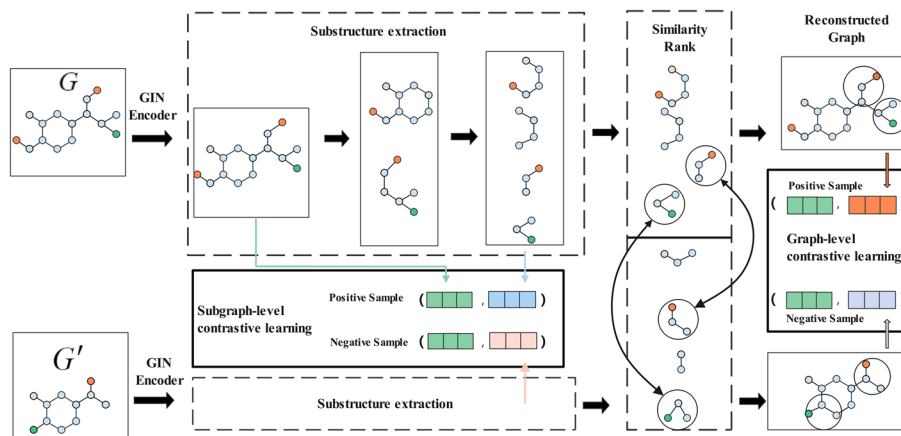 Substructure extraction
Similarity
Rank
Reconstructed
Graph
G
GIN
Encoder
Positive Sample
( , )
Graph-level
contrastive learning
( , )
Negative Sample
Subgraph-level
contrastive learning
Positive Sample ( , )
Negative Sample ( , )
G'
GIN
Encoder
Substructure extraction